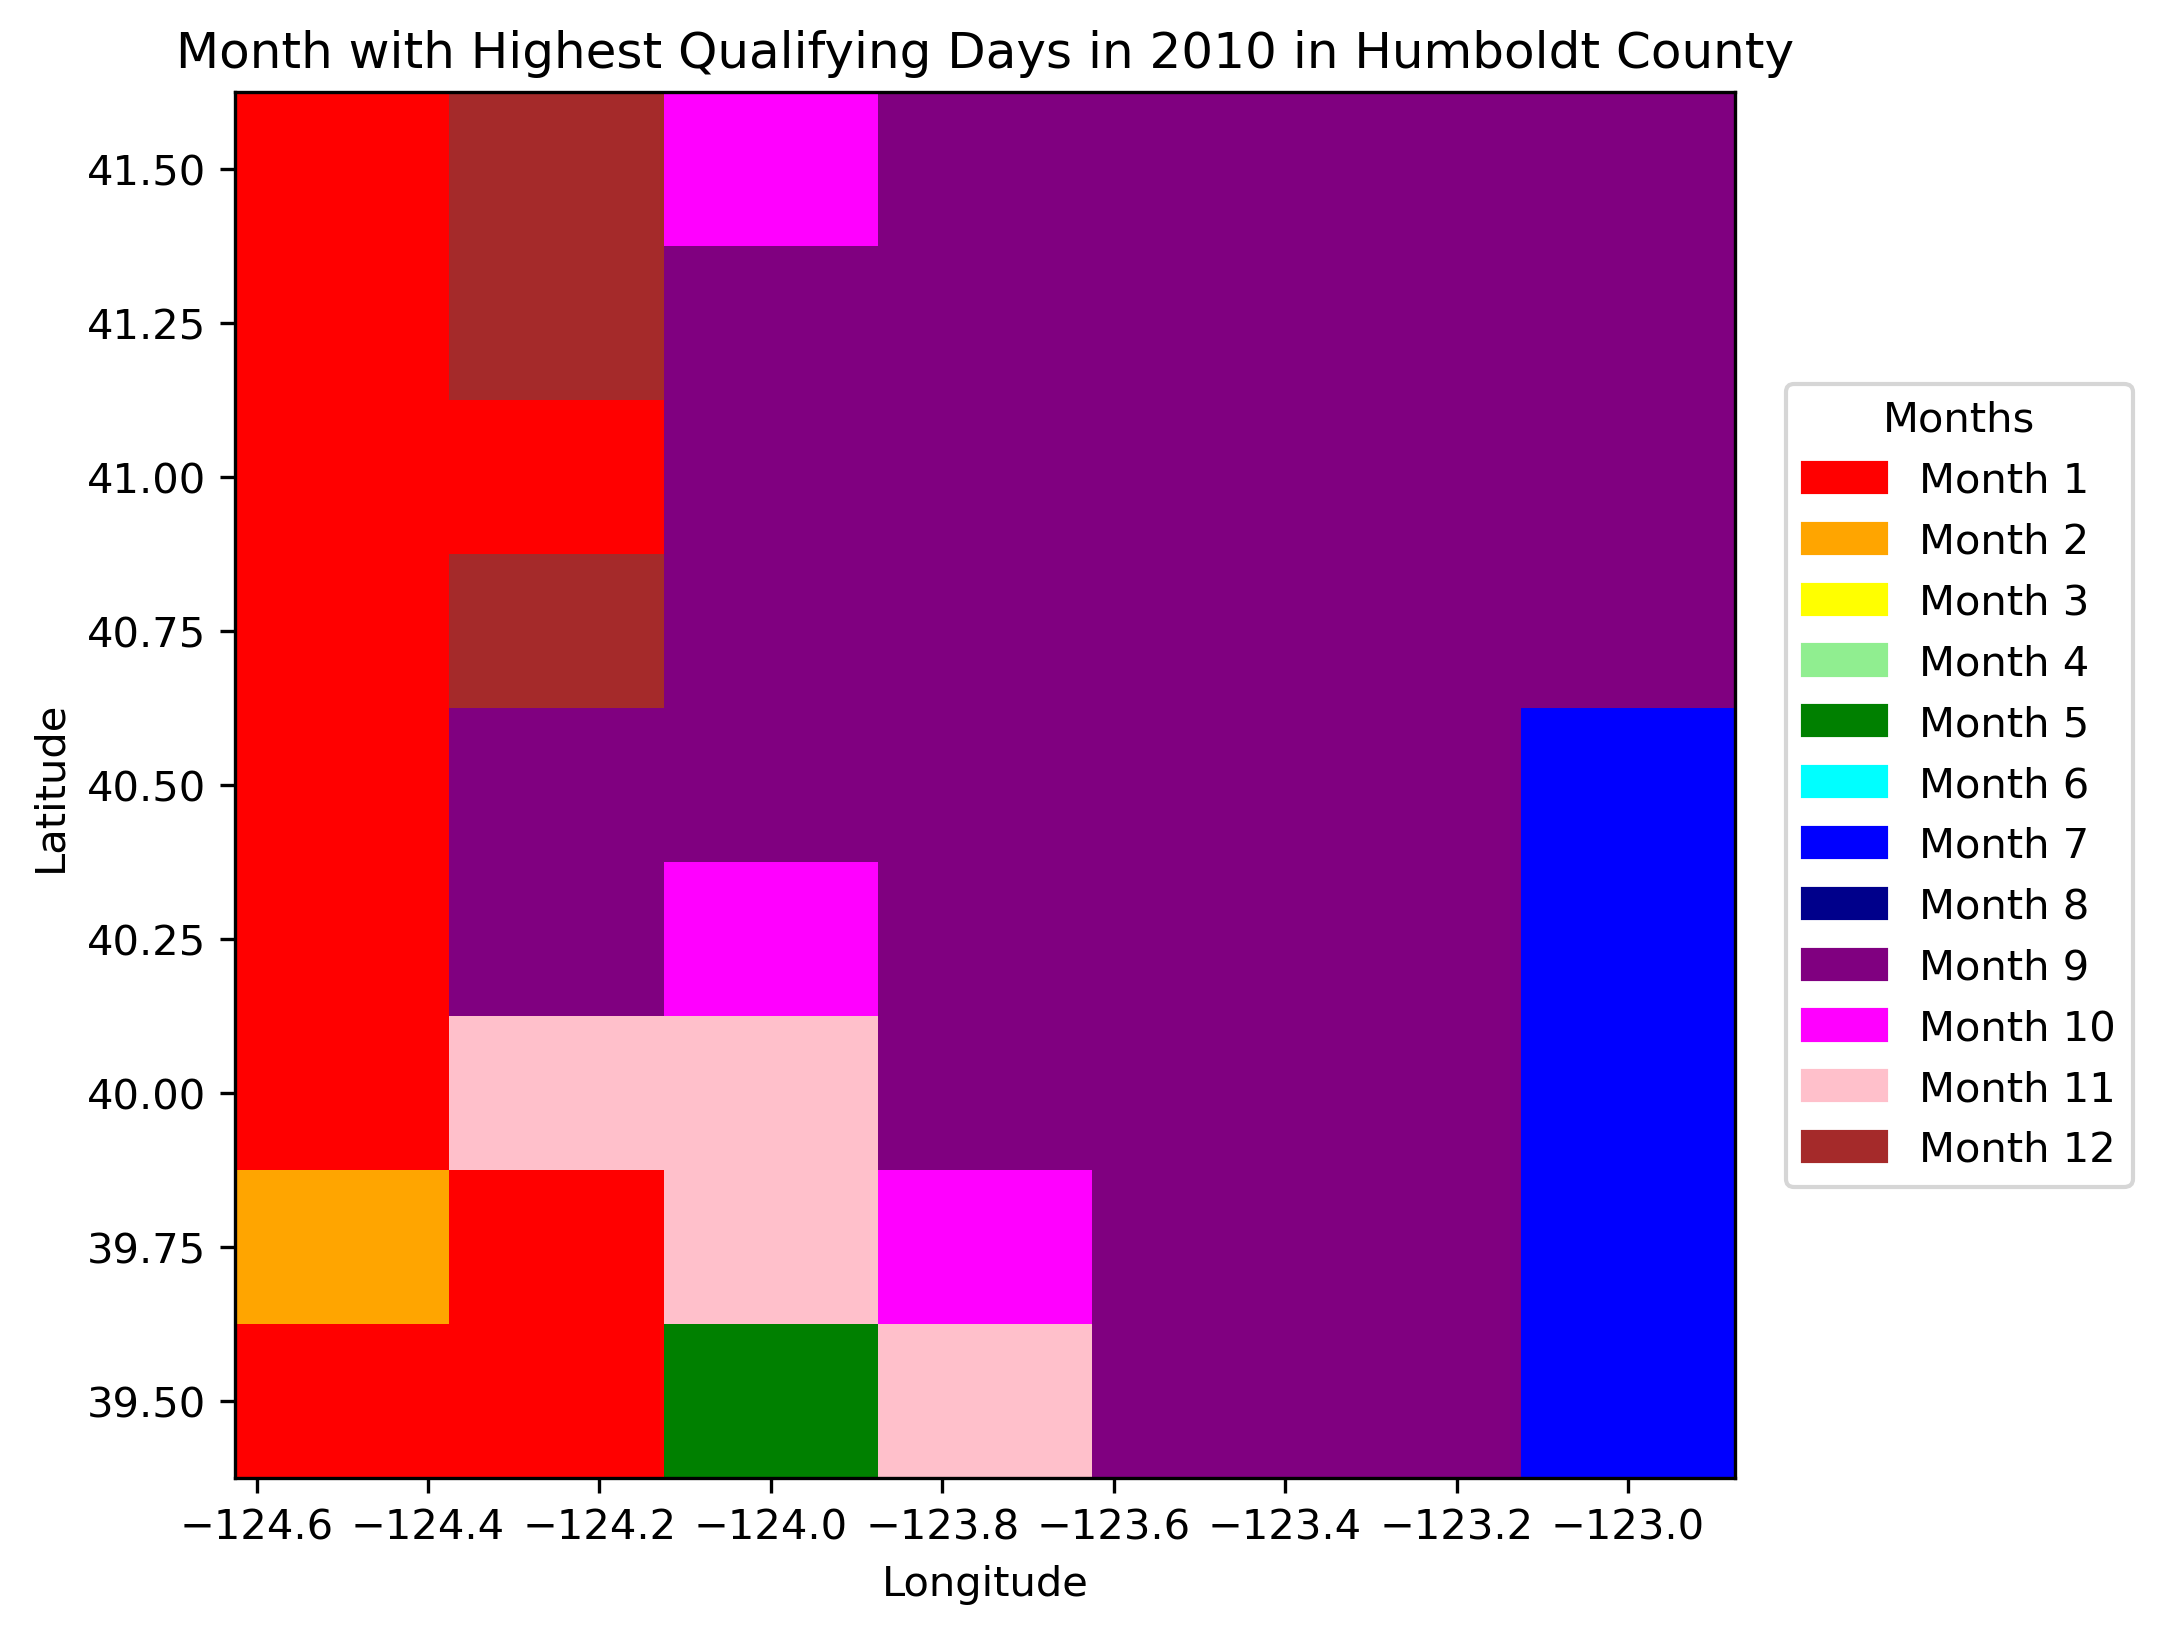 Month with Highest Qualifying Days in 2010 in Humboldt County
41.50
41.25
41.00
40.75
40.50
40.25
40.00
39.75
39.50
Latitude
−124.6 −124.4 −124.2 −124.0 −123.8 −123.6 −123.4 −123.2 −123.0
Longitude
Months
Month 1
Month 2
Month 3
Month 4
Month 5
Month 6
Month 7
Month 8
Month 9
Month 10
Month 11
Month 12